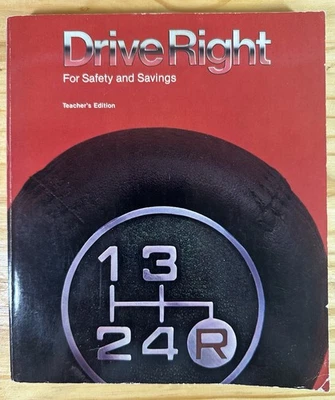 Drive Right
For Safety and Savings
Teacher's Edition
1 3
2 4 R